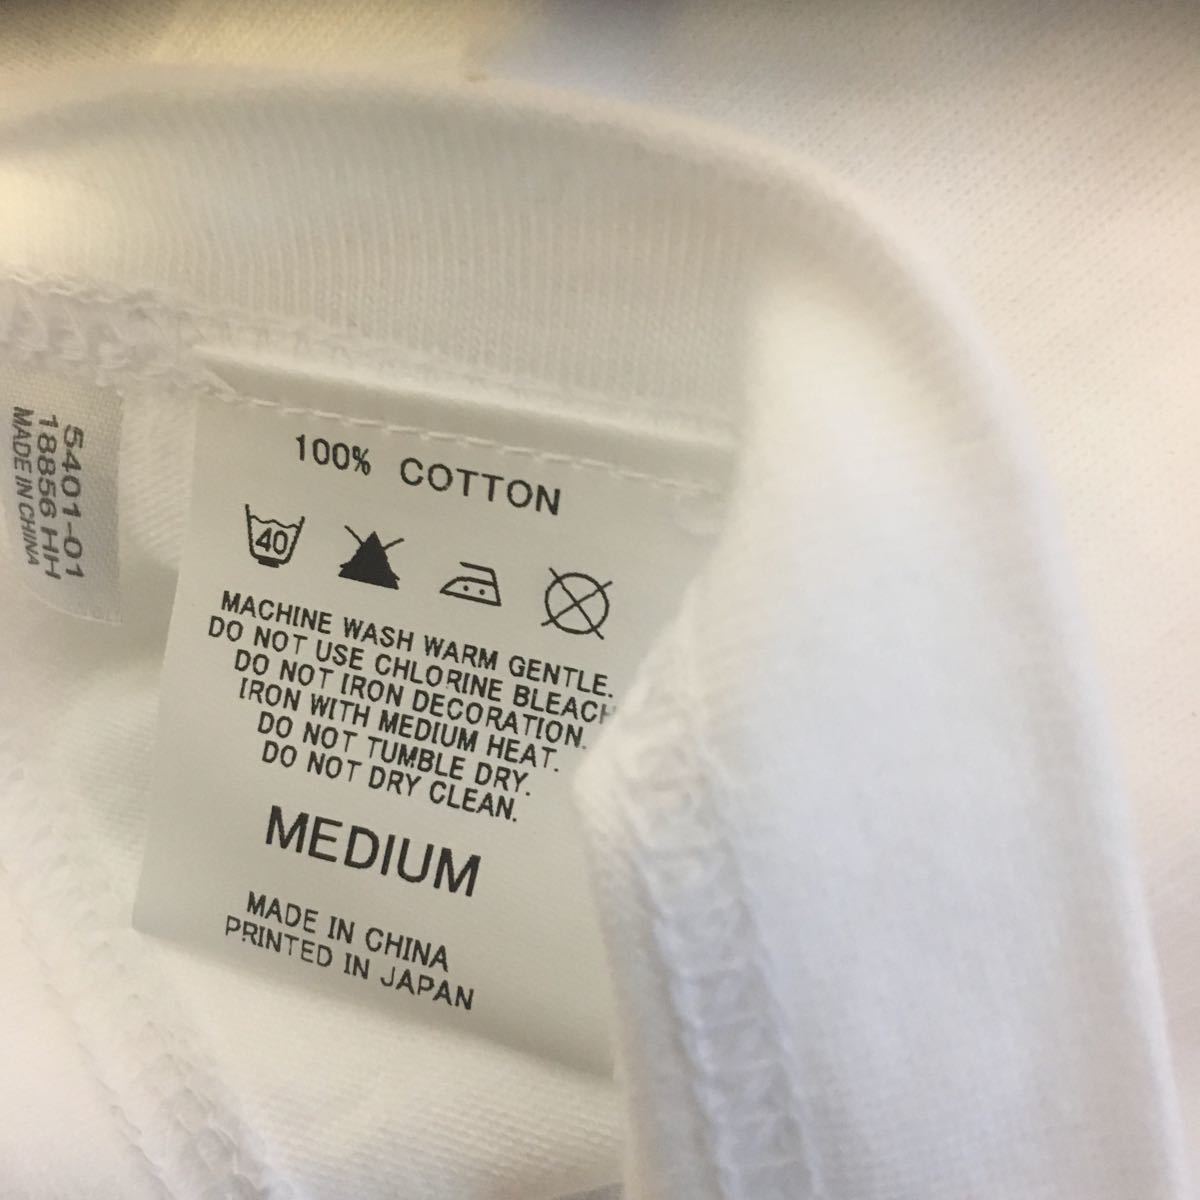 100% COTTON
40
MACHINE WASH WARM GENTLE.
DO NOT USE CHLORINE BLEACH
DO NOT IRON DECORATION.
IRON WITH MEDIUM HEAT.
DO NOT TUMBLE DRY.
DO NOT DRY CLEAN.
MEDIUM
MADE IN CHINA
PRINTED IN JAPAN
5401-01
18856 HH
MADE IN CHINA